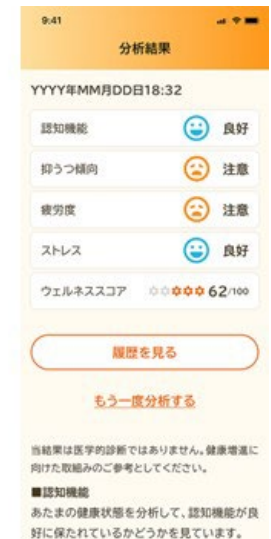 9:41
分析結果
YYYY年MM月DD日18:32
認知機能 良好
抑うつ傾向 注意
疲労度 注意
ストレス 良好
ウェルネススコア 62/100
履歴を見る
もう一度分析する
当結果は医学的診断ではありません。健康増進に
向けた取組みのご参考としてください。
■認知機能
あたまの健康状態を分析して、認知機能が良
好に保たれているかどうかを見ています。